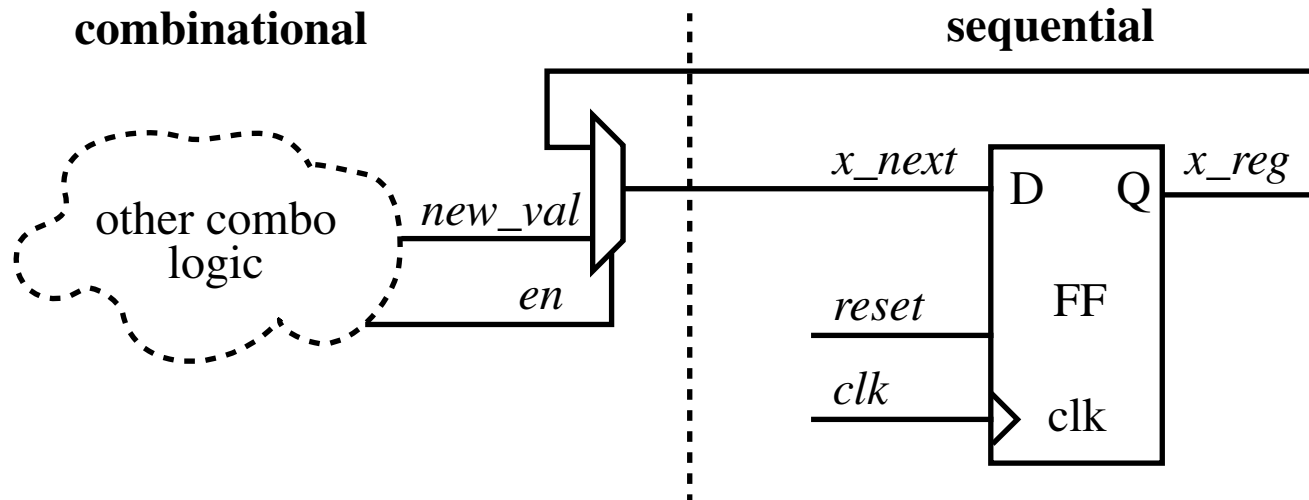 combinational
sequential
x_next
x_reg
D
Q
other combo
logic
new_val
en
reset
FF
clk
clk